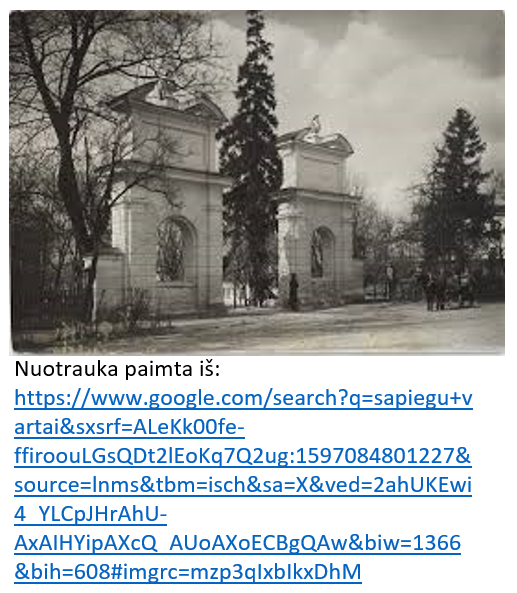 Nuotrauka paimta iš:
https://www.google.com/search?q=sapiegu+v
artai&sxsrf=ALeKk00fe-
ffiroouLGsQDt2lEoKq7Q2ug:1597084801227&
source=lnms&tbm=isch&sa=X&ved=2ahUKEwi
4_YLCpJHrAhU-
AxAIHYipAXcQ_AUoAXoECBgQAw&biw=1366
&bih=608#imgrc=mzp3qIxbIkxDhM